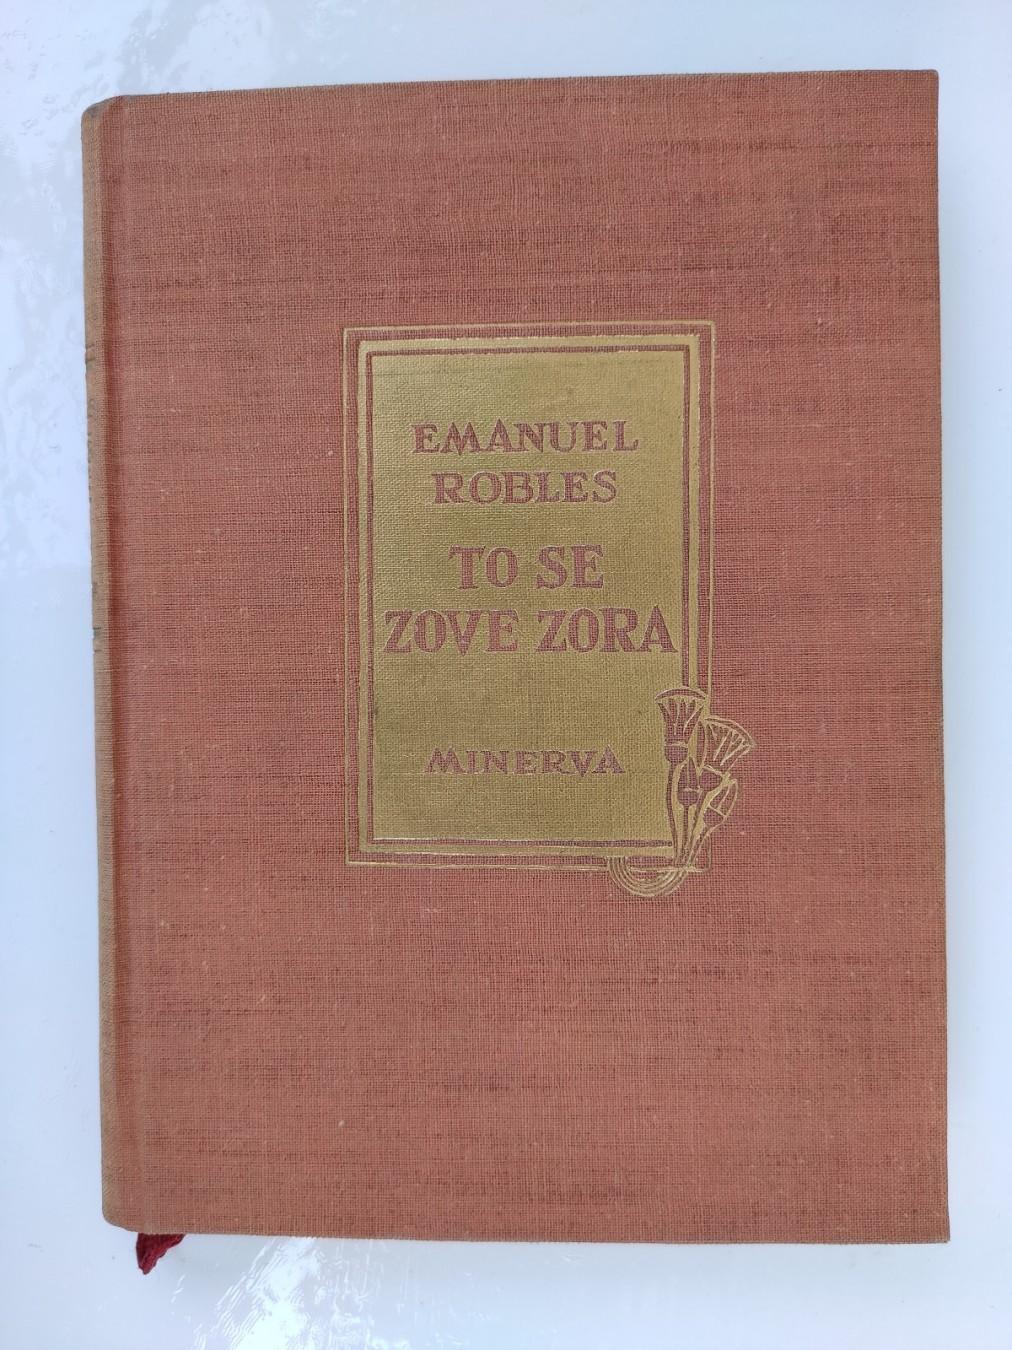 EMANUEL
ROBLES
TO SE
ZOVE ZORA
MINERVA